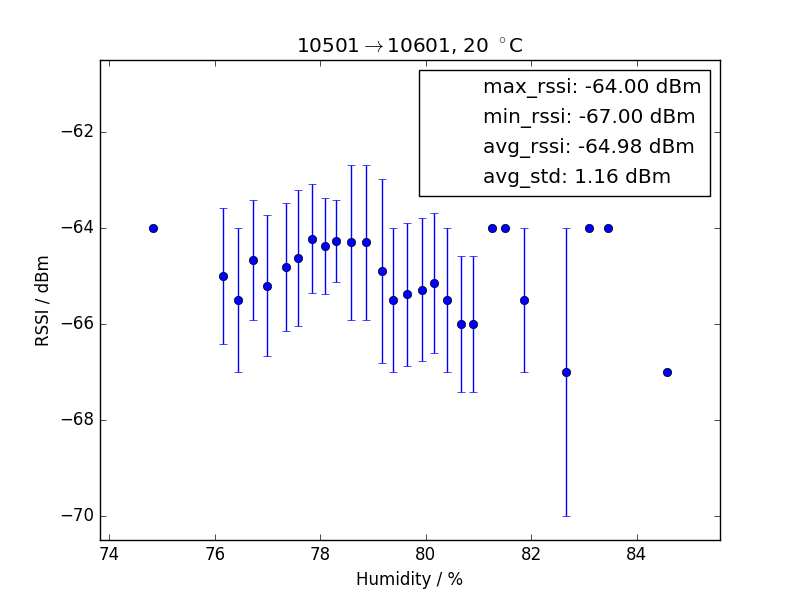 10501→10601, 20 °C
max_rssi: -64.00 dBm
min_rssi: -67.00 dBm
avg_rssi: -64.98 dBm
avg_std: 1.16 dBm
RSSI / dBm
−62
−64
−66
−68
−70
74 76 78 80 82 84
Humidity / %